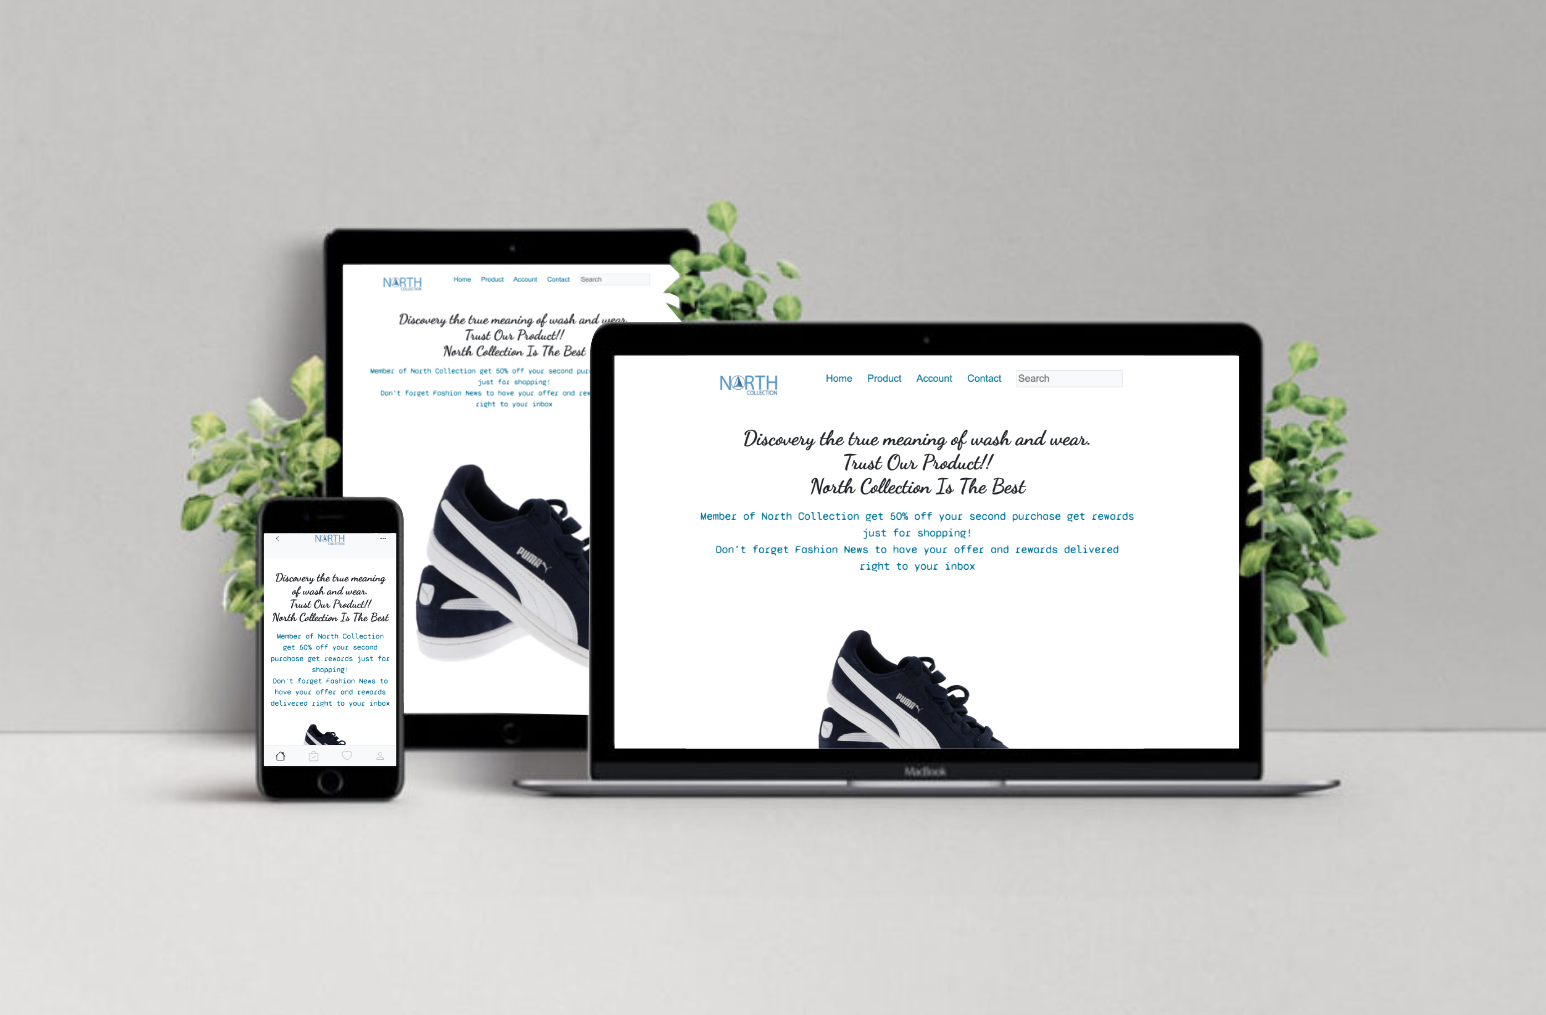 NORTH
COLLECTION
Home Product Account Contact Search
Discovery the true meaning of wash and wear.
Trust Our Product!!
North Collection Is The Best
Member of North Collection get 50% off your second pur
just for shopping!
Don't forget Fashion News to have your offer and rew
right to your inbox
PUMA
NORTH
COLLECTION
Discovery the true meaning
of wash and wear.
Trust Our Product!!
North Collection Is The Best
Member of North Collection
get 50% off your second
purchase get rewards just for
shopping!
Don't forget Fashion News to
have your offer and rewards
delivered right to your inbox
NORTH
COLLECTION
Home Product Account Contact Search
Discovery the true meaning of wash and wear.
Trust Our Product!!
North Collection Is The Best
Member of North Collection get 50% off your second purchase get rewards
just for shopping!
Don't forget Fashion News to have your offer and rewards delivered
right to your inbox
PUMA
MacBook